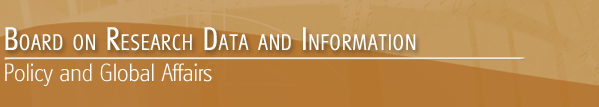 Board on Research Data and Information
Policy and Global Affairs